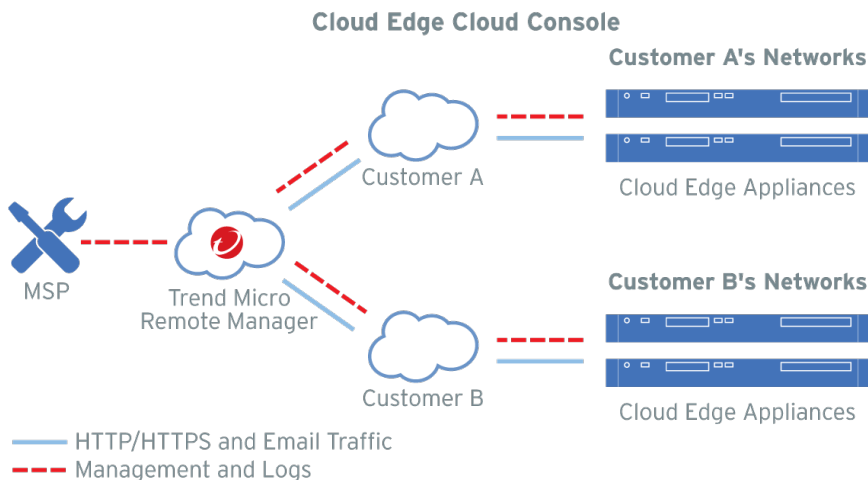 Cloud Edge Cloud Console
Customer A's Networks
Customer A
Cloud Edge Appliances
MSP
Trend Micro
Remote Manager
Customer B's Networks
Customer B
Cloud Edge Appliances
HTTP/HTTPS and Email Traffic
Management and Logs